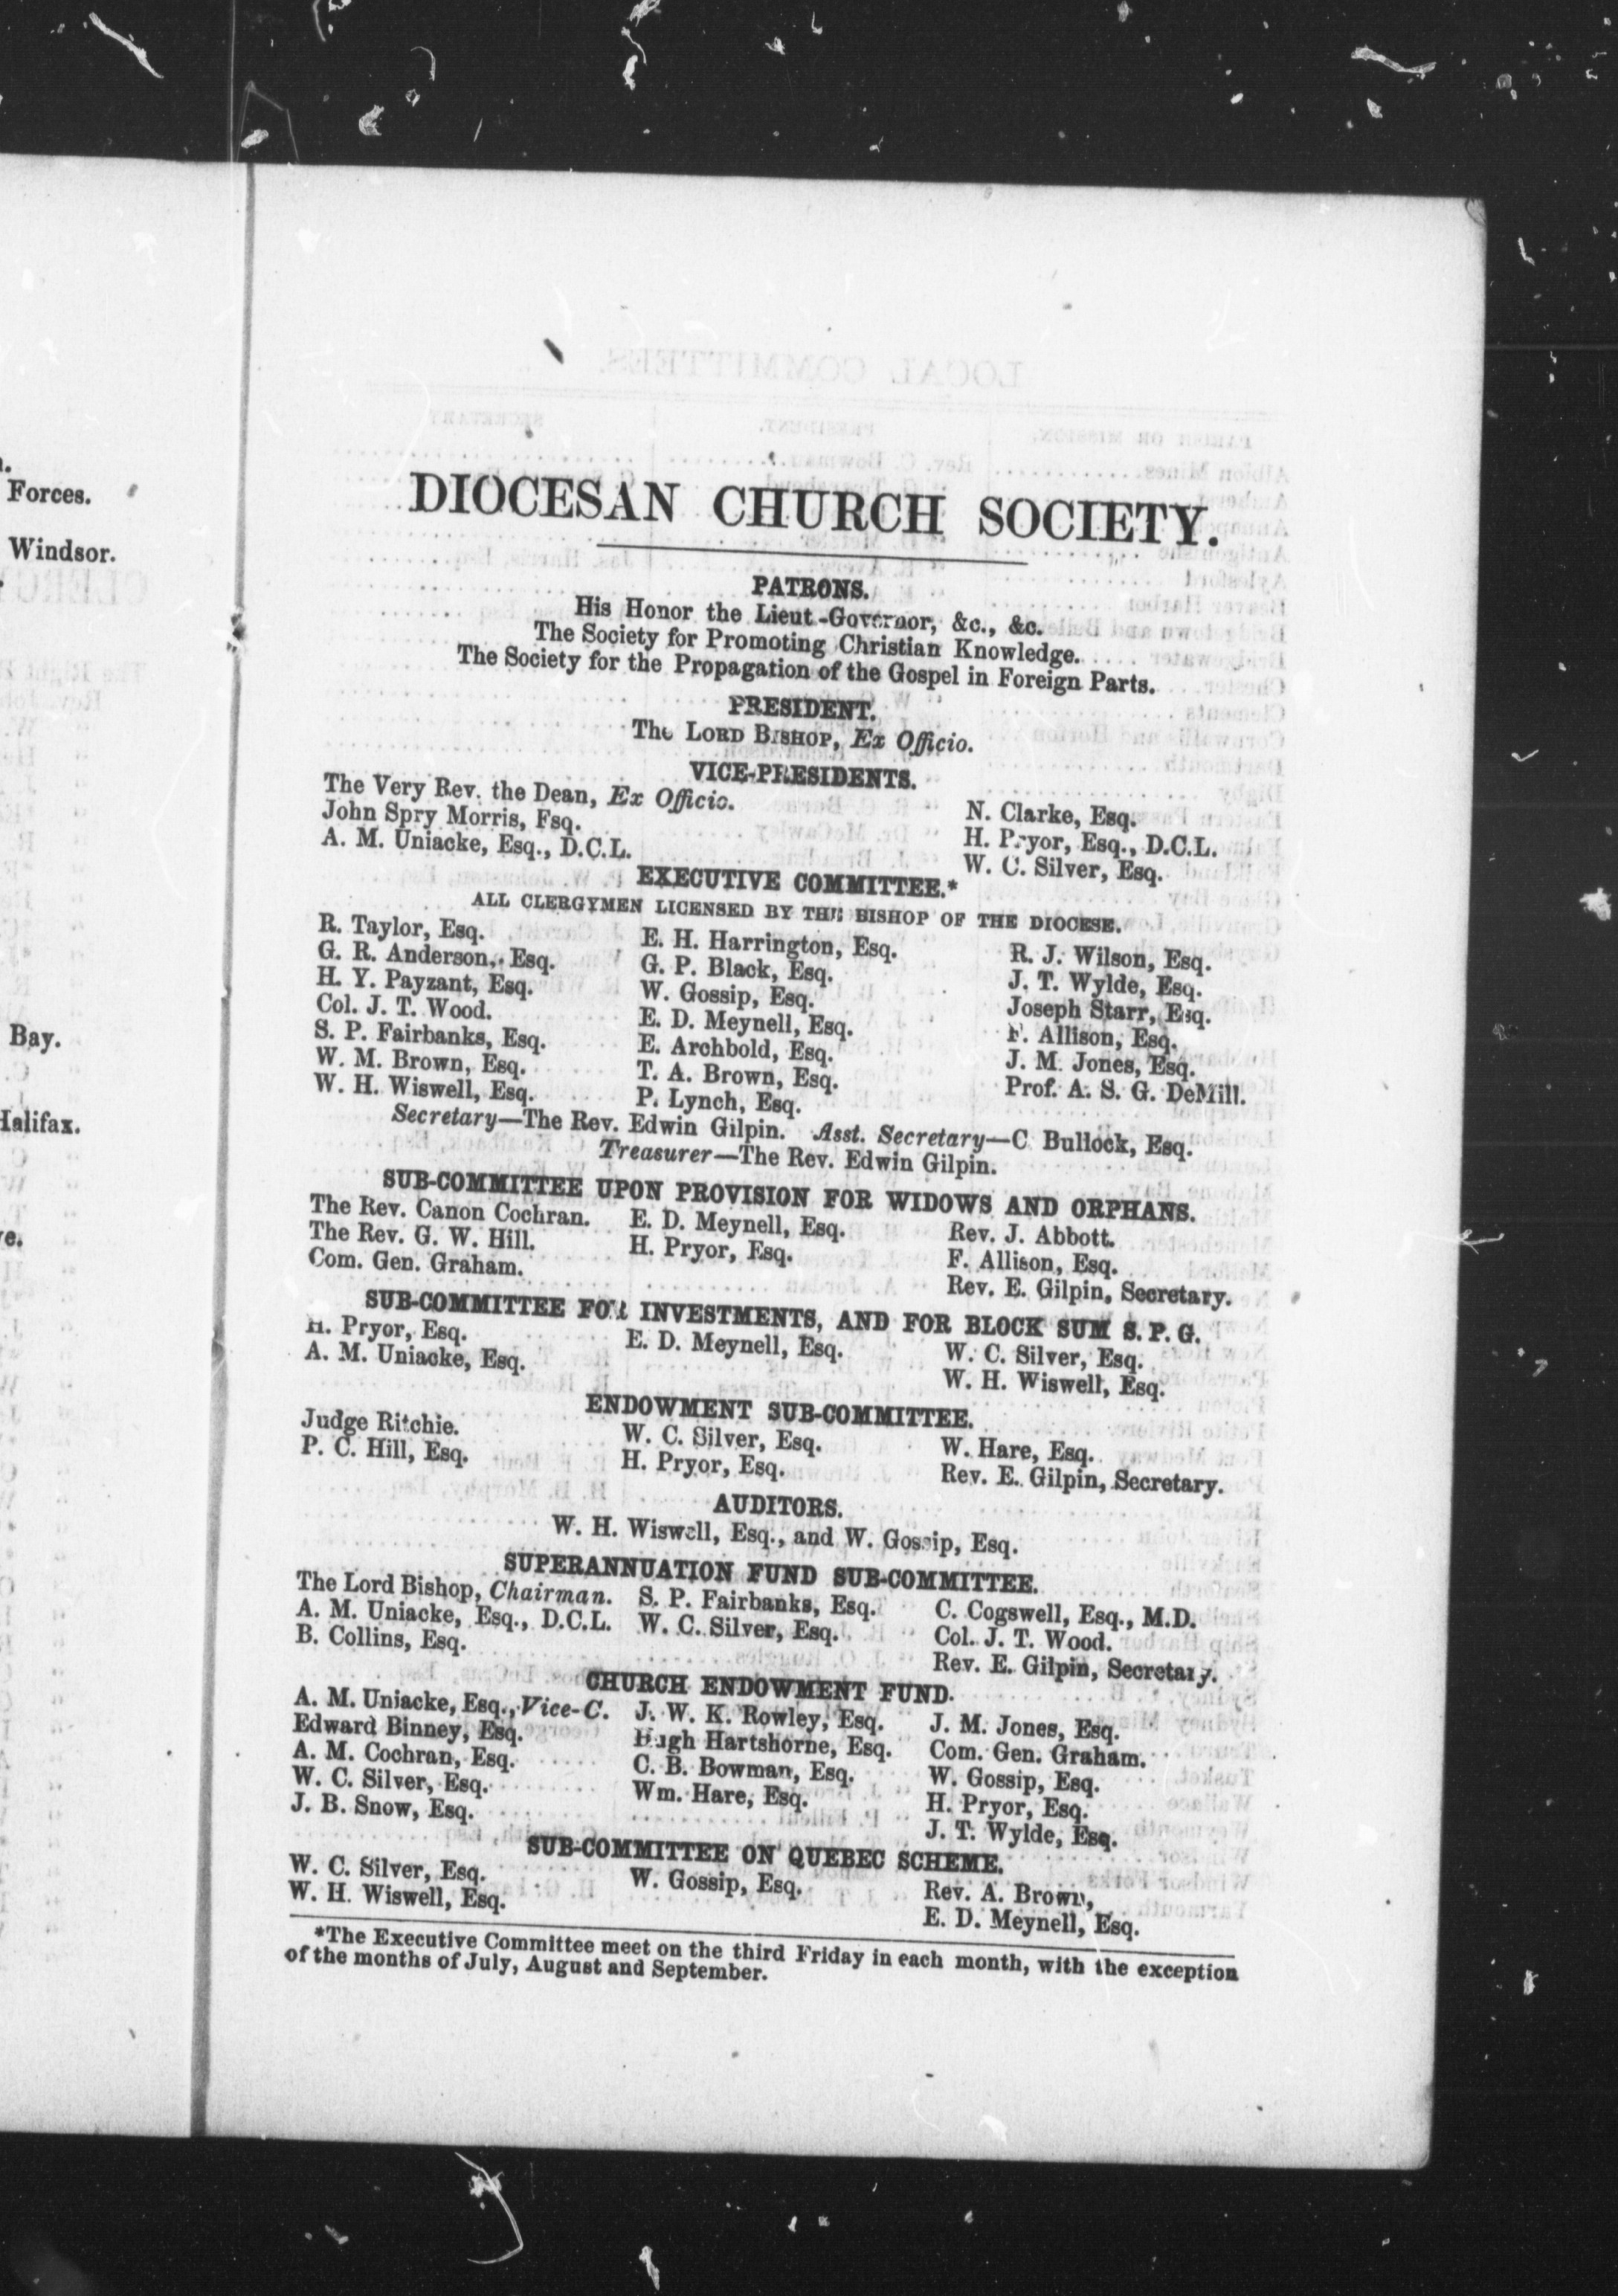 Forces.
Windsor.
Bay.
Halifax.
DIOCESAN CHURCH SOCIETY.
PATRONS.
His Honor the Lieut-Governor, &c., &c.
The Society for Promoting Christian Knowledge.
The Society for the Propagation of the Gospel in Foreign Parts.
PRESIDENT.
The LORD BISHOP, Ex Officio.
VICE-PRESIDENTS.
The Very Rev. the Dean, Ex Officio.
John Spry Morris, Esq.
A. M. Uniacke, Esq., D.C.L.
N. Clarke, Esq.
H. Pryor, Esq., D.C.L.
W. C. Silver, Esq.
EXECUTIVE COMMITTEE.*
ALL CLERGYMEN LICENSED BY THE BISHOP OF THE DIOCESE.
R. Taylor, Esq.
G. R. Anderson, Esq.
H. Y. Payzant, Esq.
Col. J. T. Wood.
S. P. Fairbanks, Esq.
W. M. Brown, Esq.
W. H. Wiswell, Esq.
E. H. Harrington, Esq.
G. P. Black, Esq.
W. Gossip, Esq.
E. D. Meynell, Esq.
E. Archbold, Esq.
T. A. Brown, Esq.
P. Lynch, Esq.
R. J. Wilson, Esq.
J. T. Wylde, Esq.
Joseph Starr, Esq.
F. Allison, Esq.
J. M. Jones, Esq.
Prof. A. S. G. DeMill.
Secretary—The Rev. Edwin Gilpin. Asst. Secretary—C Bullock, Esq.
Treasurer—The Rev. Edwin Gilpin.
SUB-COMMITTEE UPON PROVISION FOR WIDOWS AND ORPHANS.
The Rev. Canon Cochran.
The Rev. G. W. Hill.
Com. Gen. Graham.
E. D. Meynell, Esq.
H. Pryor, Esq.
Rev. J. Abbott.
F. Allison, Esq.
Rev. E. Gilpin, Secretary.
SUB-COMMITTEE FOR INVESTMENTS, AND FOR BLOCK SUM S. P. G.
H. Pryor, Esq.
A. M. Uniacke, Esq.
E. D. Meynell, Esq.
W. C. Silver, Esq.
W. H. Wiswell, Esq.
ENDOWMENT SUB-COMMITTEE.
Judge Ritchie.
P. C. Hill, Esq.
W. C. Silver, Esq.
H. Pryor, Esq.
W. Hare, Esq.
Rev. E. Gilpin, Secretary.
AUDITORS.
W. H. Wiswell, Esq., and W. Gossip, Esq.
SUPERANNUATION FUND SUB-COMMITTEE.
The Lord Bishop, Chairman.
A. M. Uniacke, Esq., D.C.L.
B. Collins, Esq.
S. P. Fairbanks, Esq.
W. C. Silver, Esq.
C. Cogswell, Esq., M.D.
Col. J. T. Wood.
Rev. E. Gilpin, Secretary.
CHURCH ENDOWMENT FUND.
A. M. Uniacke, Esq., Vice-C.
Edward Binney, Esq.
A. M. Cochran, Esq.
W. C. Silver, Esq.
J. B. Snow, Esq.
J. W. K. Rowley, Esq.
Hugh Hartshorne, Esq.
C. B. Bowman, Esq.
Wm. Hare, Esq.
J. M. Jones, Esq.
Com. Gen. Graham.
W. Gossip, Esq.
H. Pryor, Esq.
J. T. Wylde, Esq.
SUB-COMMITTEE ON QUEBEC SCHEME.
W. C. Silver, Esq.
W. H. Wiswell, Esq.
W. Gossip, Esq.
Rev. A. Brown,
E. D. Meynell, Esq.
*The Executive Committee meet on the third Friday in each month, with the exception
of the months of July, August and September.